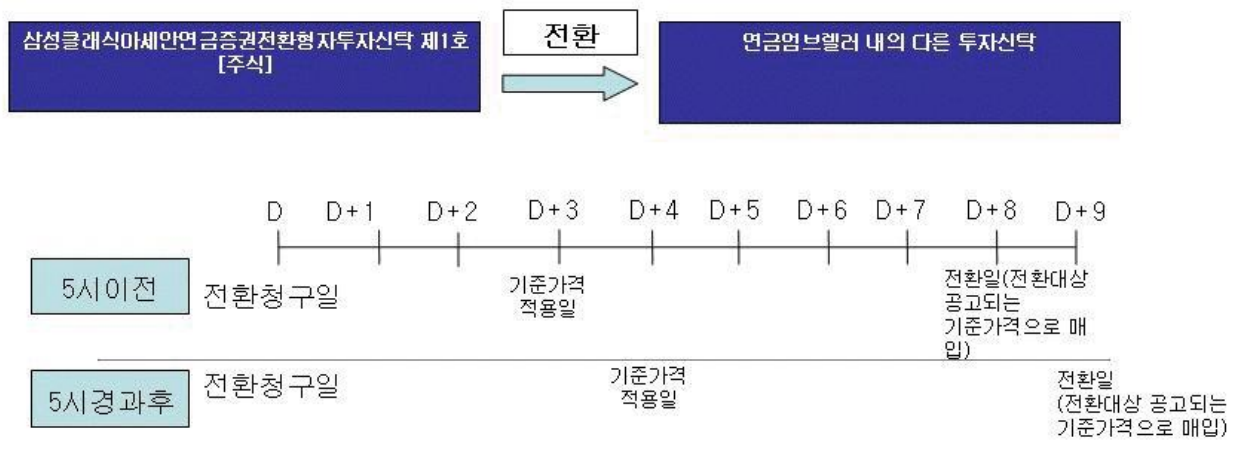 삼성클래식아세안연금증권전환형자투자신탁 제1호
[주식]
전환
연금엄브렐러 내의 다른 투자신탁
D D+1 D+2 D+3 D+4 D+5 D+6 D+7 D+8 D+9
5시이전
전환청구일
기준가격
적용일
전환일(전환대상
공고되는
기준가격으로 매
입)
5시경과후
전환청구일
기준가격
적용일
전환일
(전환대상 공고되는
기준가격으로 매입)